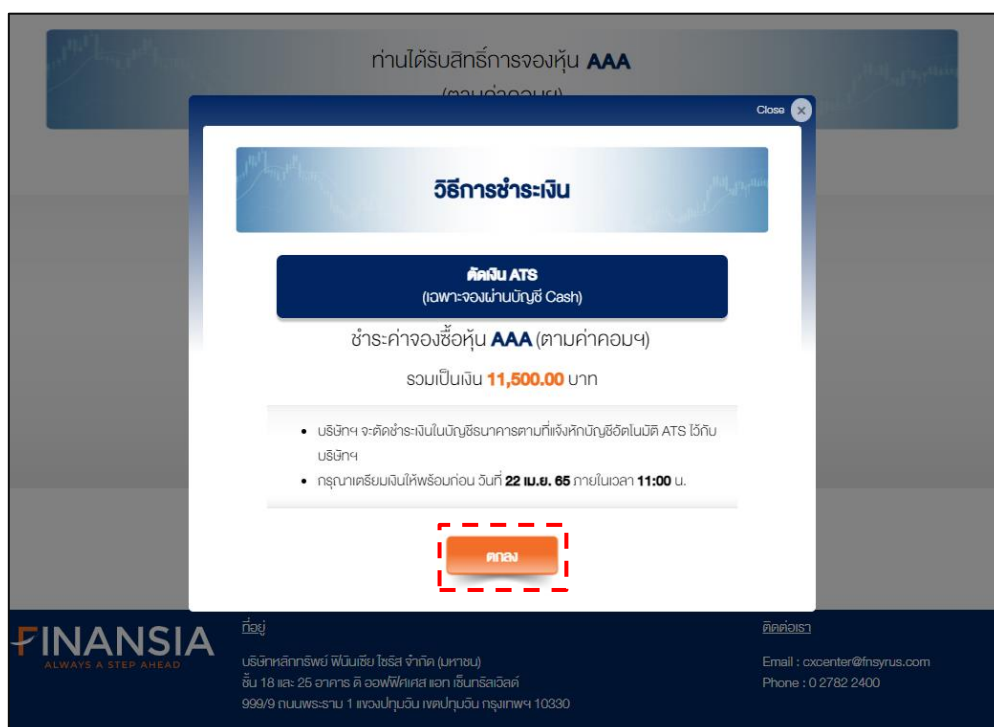 ท่านได้รับสิทธิ์การจองหุ้น AAA
(ตามค่าคอมฯ)
Close
วิธีการชำระเงิน
ตัดเงิน ATS
(เฉพาะจองผ่านบัญชี Cash)
ชำระค่าจองซื้อหุ้น AAA (ตามค่าคอมฯ)
รวมเป็นเงิน 11,500.00 บาท
• บริษัทฯ จะตัดชำระเงินในบัญชีธนาคารตามที่แจ้งหักบัญชีอัตโนมัติ ATS ไว้กับ
บริษัทฯ
• กรุณาเตรียมเงินให้พร้อมก่อน วันที่ 22 เม.ย. 65 ภายในเวลา 11:00 น.
ตกลง
FINANSIA
ALWAYS A STEP AHEAD
ที่อยู่
บริษัทหลักทรัพย์ ฟินันเซีย ไซรัส จำกัด (มหาชน)
ชั้น 18 และ 25 อาคาร ดิ ออฟฟิศเศส แอท เซ็นทรัลเวิลด์
999/9 ถนนพระราม 1 แขวงปทุมวัน เขตปทุมวัน กรุงเทพฯ 10330
ติดต่อเรา
Email : cxcenter@fnsyrus.com
Phone : 0 2782 2400